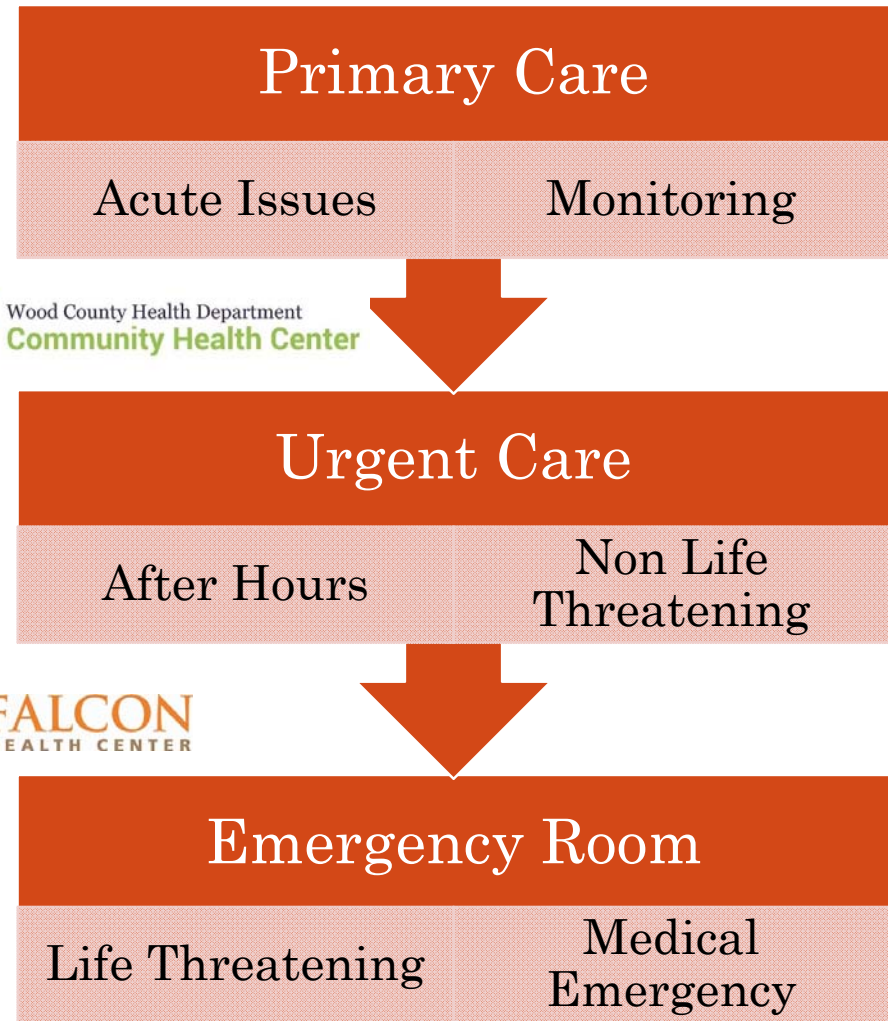 Primary Care
Acute Issues
Monitoring
Wood County Health Department
Community Health Center
Urgent Care
After Hours
Non Life
Threatening
FALCON
EALTH CENTER
Emergency Room
Life Threatening
Medical
Emergency